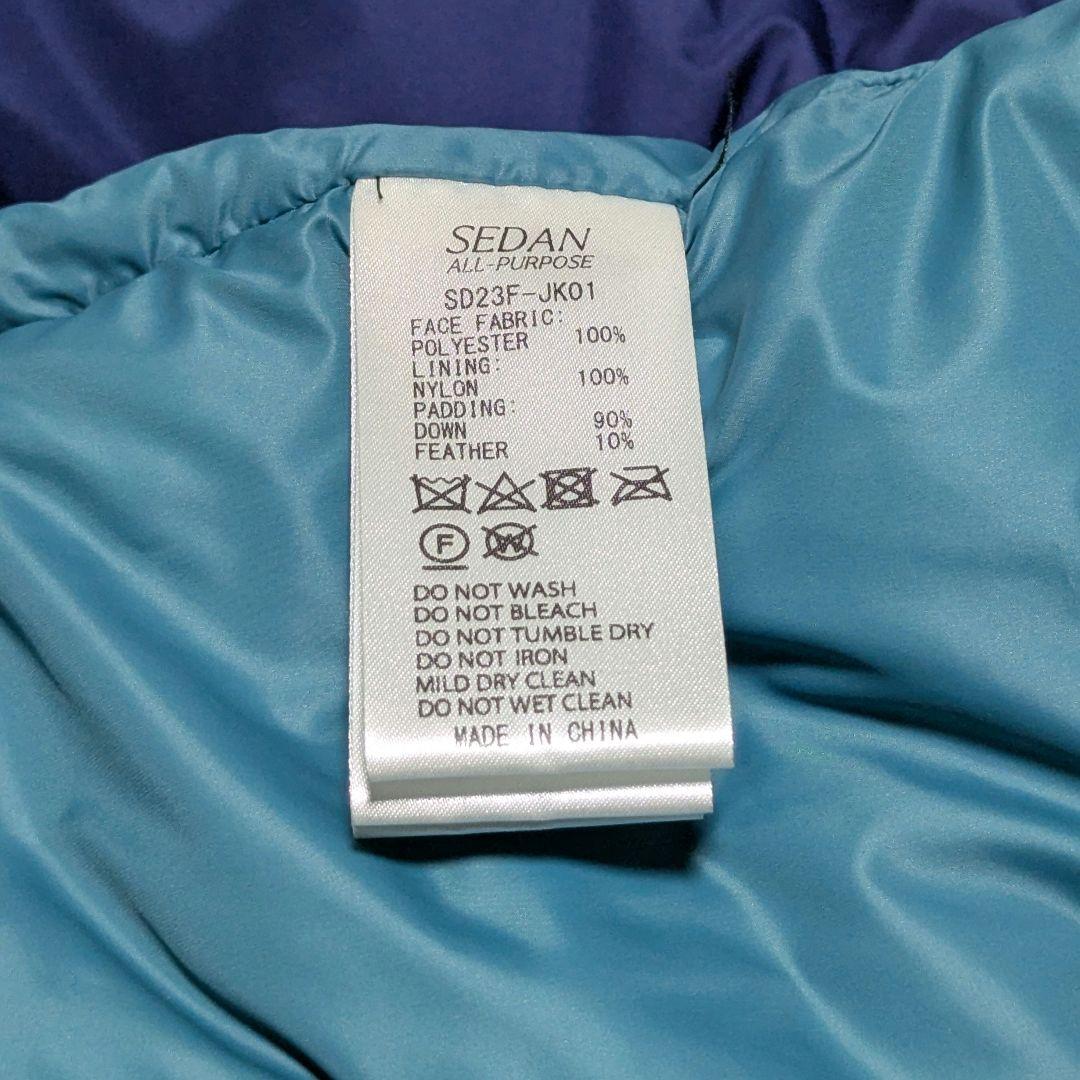 SEDAN
ALL-PURPOSE
SD23F-JK01
FACE FABRIC:
POLYESTER 100%
LINING:
NYLON 100%
PADDING:
DOWN 90%
FEATHER 10%
F W
DO NOT WASH
DO NOT BLEACH
DO NOT TUMBLE DRY
DO NOT IRON
MILD DRY CLEAN
DO NOT WET CLEAN
MADE IN CHINA